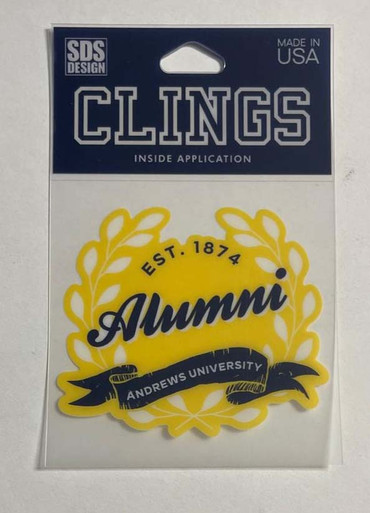 SDS
DESIGN
MADE IN
USA
CLINGS
INSIDE APPLICATION
EST. 1874
Alumni
ANDREWS UNIVERSITY